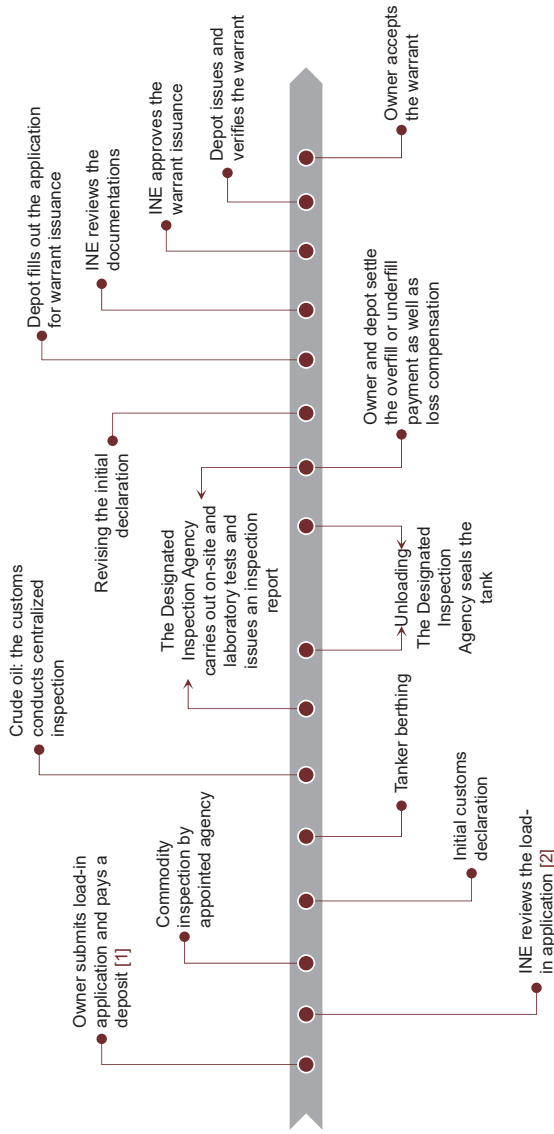 Owner submits load-in
application and pays a
deposit [1]
INE reviews the load-
in application [2]
Commodity
inspection by
appointed agency
Initial customs
declaration
Tanker berthing
Crude oil: the customs
conducts centralized
inspection
The Designated
Inspection Agency
carries out on-site and
laboratory tests and
issues an inspection
report
Unloading
The Designated
Inspection
Agency seals the
tank
Owner and depot settle
the overfill or underfill
payment as well as
loss compensation
Revising the initial
declaration
Depot fills out the application
for warrant issuance
INE reviews the
documentations
INE approves the
warrant issuance
Depot issues and
verifies the warrant
Owner accepts
the warrant